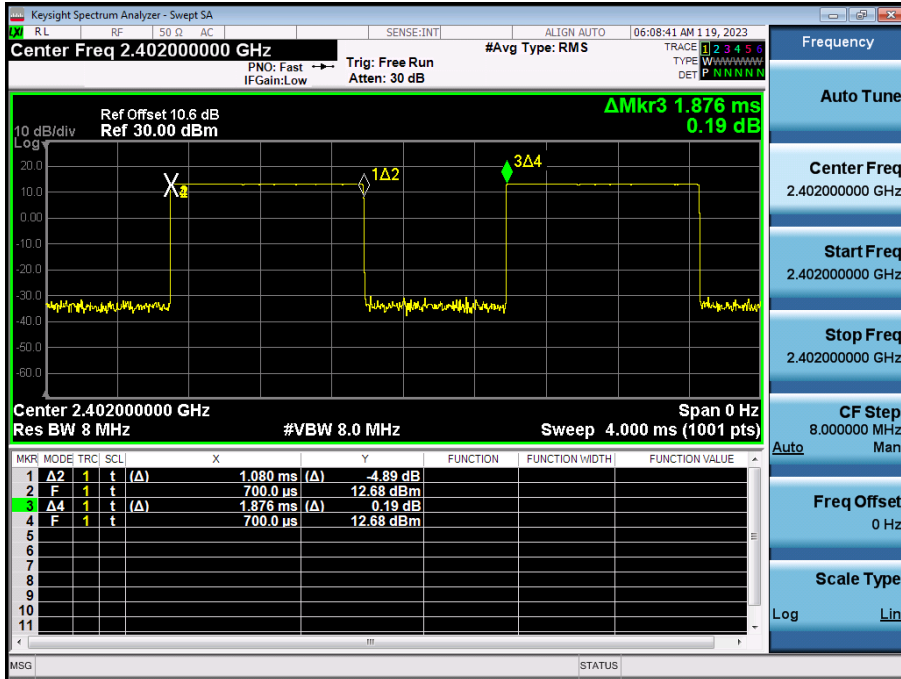 Keysight Spectrum Analyzer - Swept SA
LXI RL RF 50 Ω AC SENSE:INT ALIGN AUTO 06:08:41 AM 1 19, 2023
Center Freq 2.402000000 GHz
PNO: Fast
IFGain:Low
Trig: Free Run
Atten: 30 dB
#Avg Type: RMS
TRACE 1 2 3 4 5 6
TYPE WWWWWW
DET P N N N N N
Ref Offset 10.6 dB
10 dB/div Ref 30.00 dBm
Log
ΔMkr3 1.876 ms
0.19 dB
20.0
10.0
0.00
-10.0
-20.0
-30.0
-40.0
-50.0
-60.0
X
1Δ2
3Δ4
Center 2.402000000 GHz Span 0 Hz
Res BW 8 MHz #VBW 8.0 MHz Sweep 4.000 ms (1001 pts)
MKR MODE TRC SCL X Y FUNCTION FUNCTION WIDTH FUNCTION VALUE
1 Δ2 1 t (Δ) 1.080 ms (Δ) -4.89 dB
2 F 1 t 700.0 µs 12.68 dBm
3 Δ4 1 t (Δ) 1.876 ms (Δ) 0.19 dB
4 F 1 t 700.0 µs 12.68 dBm
5
6
7
8
9
10
11
MSG STATUS
Frequency
Auto Tune
Center Freq
2.402000000 GHz
Start Freq
2.402000000 GHz
Stop Freq
2.402000000 GHz
CF Step
8.000000 MHz
Auto Man
Freq Offset
0 Hz
Scale Type
Log Lin